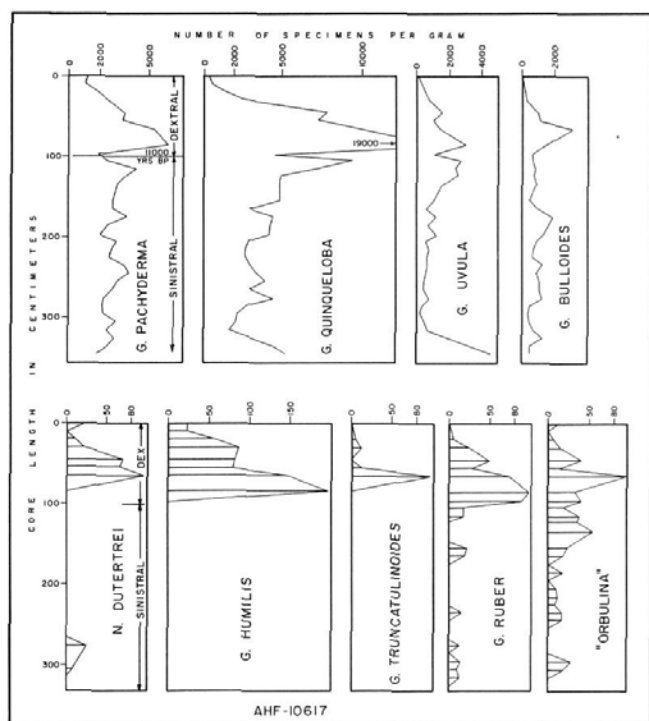 NUMBER OF SPECIMENS PER GRAM
2000
6000
2000
5000
10000
0
2000
4000
0
2000
CORE LENGTH IN CENTIMETERS
0
100
200
300
DEXTRAL
11000
YRS BP
SINISTRAL
G. PACHYDERMA
19000
G. QUINQUELOBA
G. UVULA
G. BULLOIDES
0
50
80
0
50
100
150
0
50
80
0
50
80
0
50
80
0
100
200
300
DEX
SINISTRAL
N. DUTERTREI
G. HUMILIS
G. TRUNCATULINOIDES
G. RUBER
"ORBULINA"
AHF-10617